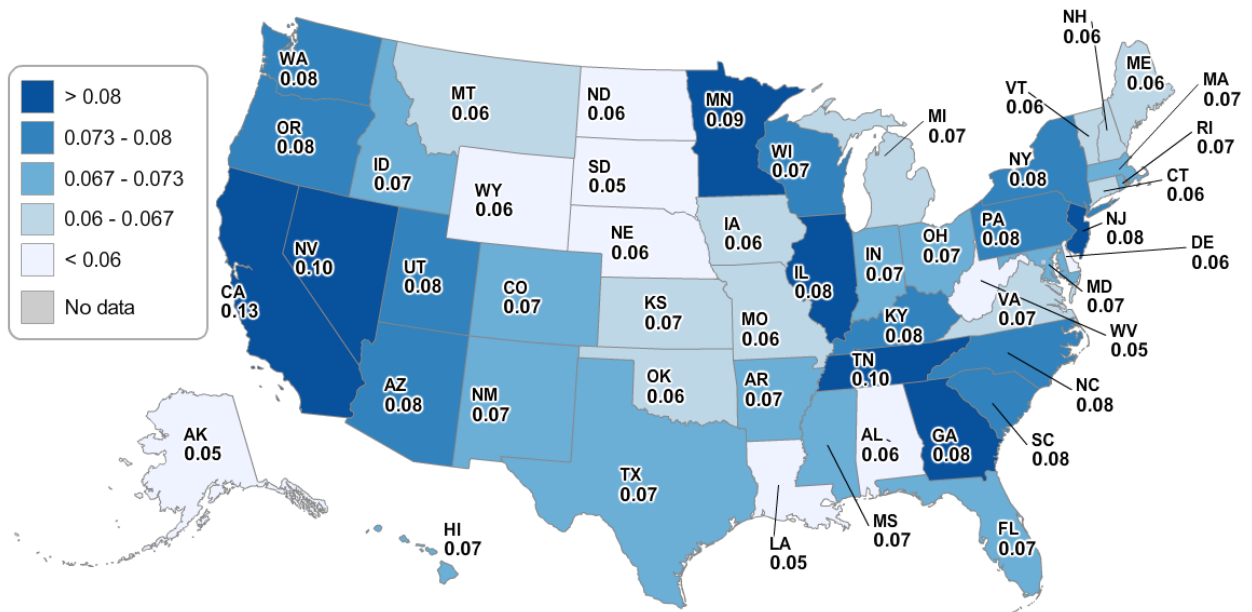 > 0.08
0.073 - 0.08
0.067 - 0.073
0.06 - 0.067
< 0.06
No data
WA
0.08
OR
0.08
CA
0.13
NV
0.10
ID
0.07
MT
0.06
WY
0.06
UT
0.08
AZ
0.08
CO
0.07
NM
0.07
ND
0.06
SD
0.05
NE
0.06
KS
0.07
OK
0.06
TX
0.07
MN
0.09
IA
0.06
MO
0.06
AR
0.07
LA
0.05
WI
0.07
IL
0.08
MI
0.07
IN
0.07
OH
0.07
KY
0.08
TN
0.10
MS
0.07
AL
0.06
GA
0.08
FL
0.07
SC
0.08
NC
0.08
VA
0.07
WV
0.05
MD
0.07
DE
0.06
PA
0.08
NJ
0.08
NY
0.08
CT
0.06
RI
0.07
MA
0.07
VT
0.06
NH
0.06
ME
0.06
AK
0.05
HI
0.07